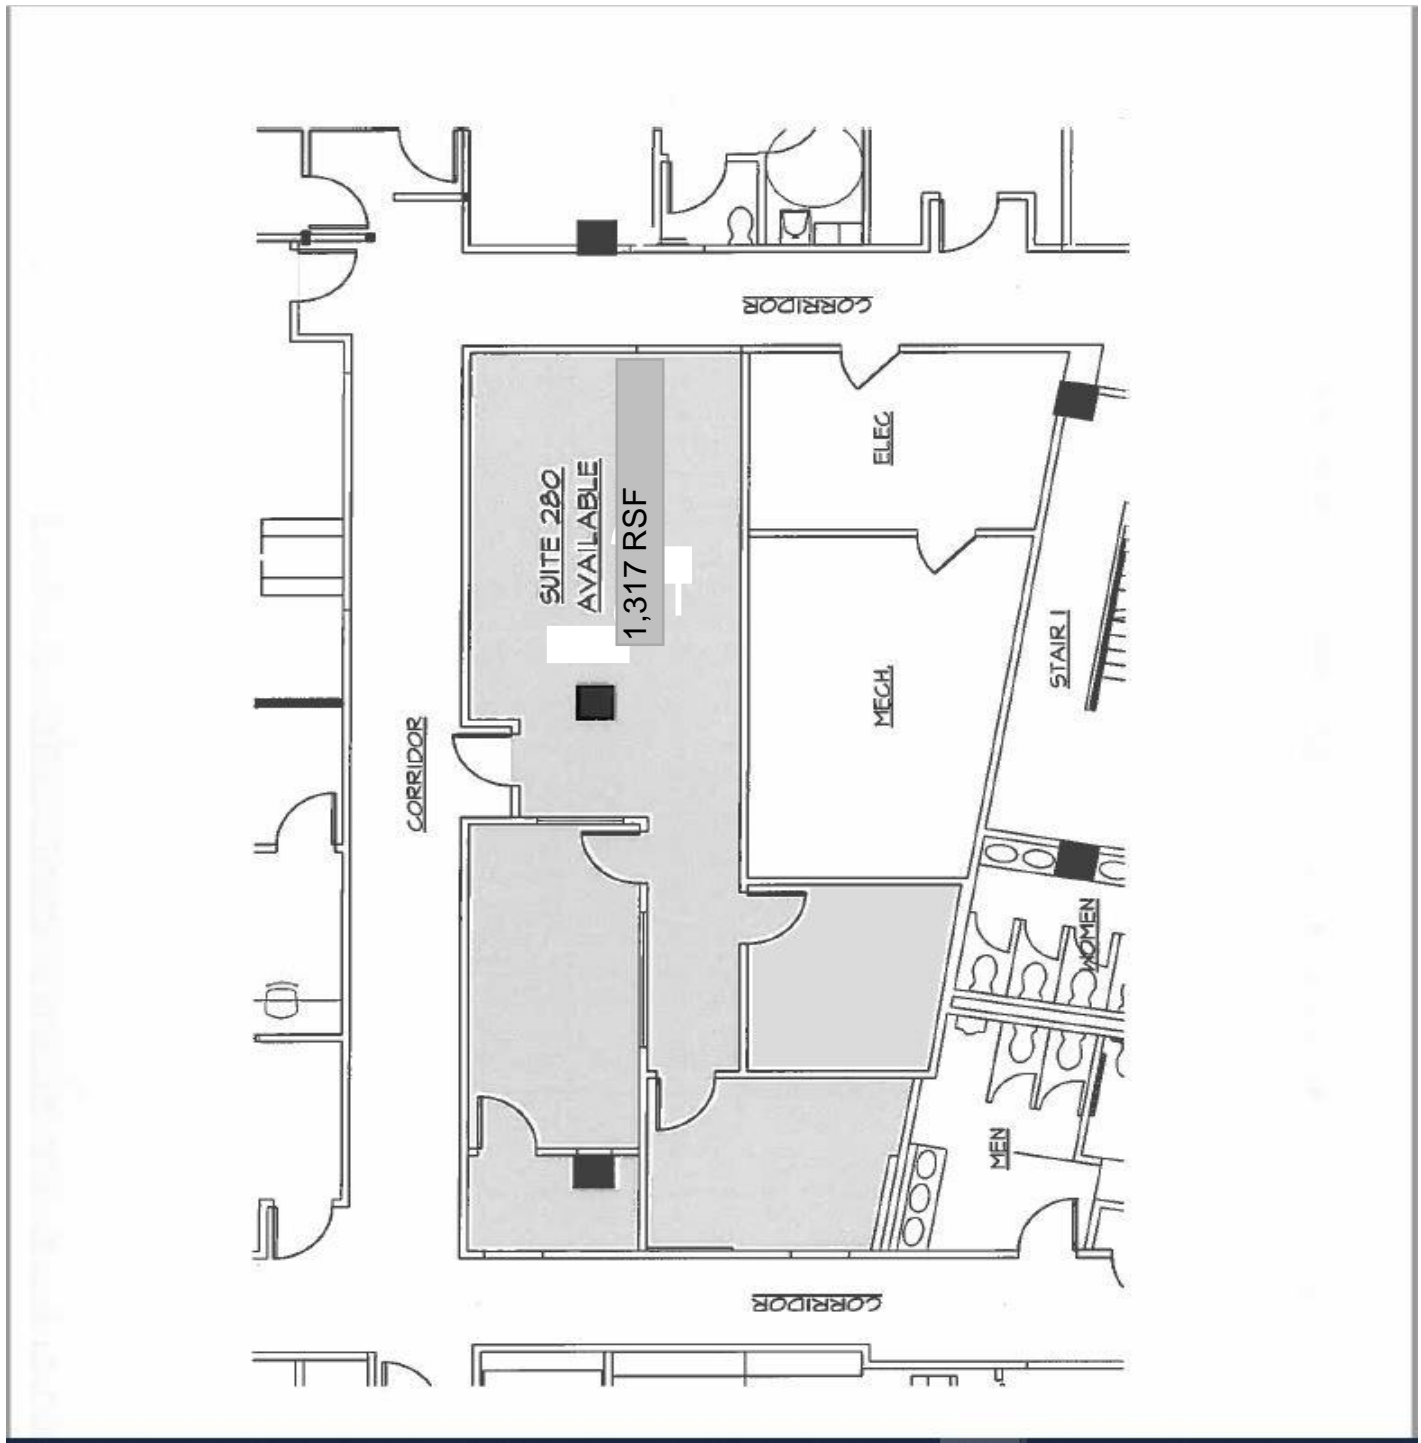 CORRIDOR
ELEC
SUITE 280
AVAILABLE
1,317 RSF
STAIR 1
MECH.
CORRIDOR
WOMEN
MEN
CORRIDOR